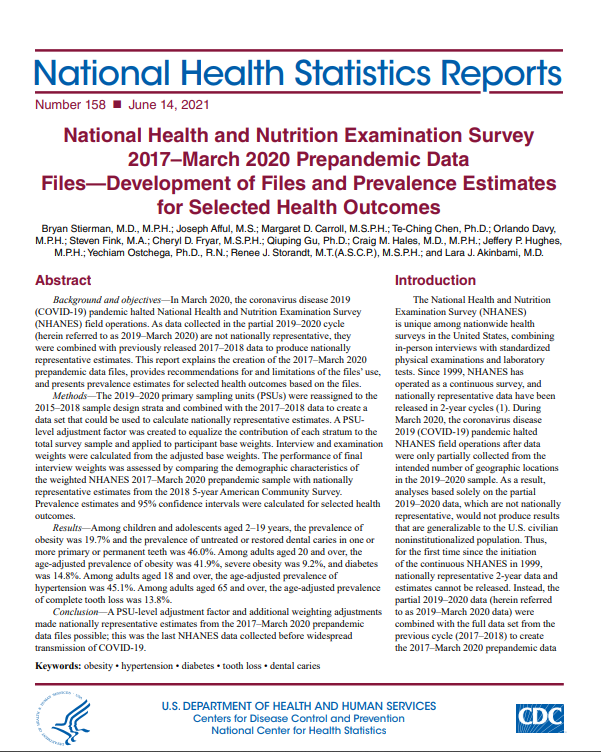 National Health Statistics Reports
Number 158 ■ June 14, 2021
National Health and Nutrition Examination Survey
2017–March 2020 Prepandemic Data
Files—Development of Files and Prevalence Estimates
for Selected Health Outcomes
Bryan Stierman, M.D., M.P.H.; Joseph Afful, M.S.; Margaret D. Carroll, M.S.P.H.; Te-Ching Chen, Ph.D.; Orlando Davy,
M.P.H.; Steven Fink, M.A.; Cheryl D. Fryar, M.S.P.H.; Qiuping Gu, Ph.D.; Craig M. Hales, M.D., M.P.H.; Jeffery P. Hughes,
M.P.H.; Yechiam Ostchega, Ph.D., R.N.; Renee J. Storandt, M.T.(A.S.C.P.), M.S.P.H.; and Lara J. Akinbami, M.D.
Abstract
Background and objectives—In March 2020, the coronavirus disease 2019
(COVID-19) pandemic halted National Health and Nutrition Examination Survey
(NHANES) field operations. As data collected in the partial 2019–2020 cycle
(herein referred to as 2019–March 2020) are not nationally representative, they
were combined with previously released 2017–2018 data to produce nationally
representative estimates. This report explains the creation of the 2017–March 2020
prepandemic data files, provides recommendations for and limitations of the files' use,
and presents prevalence estimates for selected health outcomes based on the files.
Methods—The 2019–2020 primary sampling units (PSUs) were reassigned to the
2015–2018 sample design strata and combined with the 2017–2018 data to create a
data set that could be used to calculate nationally representative estimates. A PSU-
level adjustment factor was created to equalize the contribution of each stratum to the
total survey sample and applied to participant base weights. Interview and examination
weights were calculated from the adjusted base weights. The performance of final
interview weights was assessed by comparing the demographic characteristics of
the weighted NHANES 2017–March 2020 prepandemic sample with nationally
representative estimates from the 2018 5-year American Community Survey.
Prevalence estimates and 95% confidence intervals were calculated for selected health
outcomes.
Results—Among children and adolescents aged 2–19 years, the prevalence of
obesity was 19.7% and the prevalence of untreated or restored dental caries in one or
more primary or permanent teeth was 46.0%. Among adults aged 20 and over, the
age-adjusted prevalence of obesity was 41.9%, severe obesity was 9.2%, and diabetes
was 14.8%. Among adults aged 18 and over, the age-adjusted prevalence of
hypertension was 45.1%. Among adults aged 65 and over, the age-adjusted prevalence
of complete tooth loss was 13.8%.
Conclusion—A PSU-level adjustment factor and additional weighting adjustments
made nationally representative estimates from the 2017–March 2020 prepandemic
data files possible; this was the last NHANES data collected before widespread
transmission of COVID-19.
Keywords: obesity • hypertension • diabetes • tooth loss • dental caries
Introduction
The National Health and Nutrition
Examination Survey (NHANES)
is unique among nationwide health
surveys in the United States, combining
in-person interviews with standardized
physical examinations and laboratory
tests. Since 1999, NHANES has
operated as a continuous survey, and
nationally representative data have been
released in 2-year cycles (1). During
March 2020, the coronavirus disease
2019 (COVID-19) pandemic halted
NHANES field operations after data
were only partially collected from the
intended number of geographic locations
in the 2019–2020 sample. As a result,
analyses based solely on the partial
2019–2020 data, which are not nationally
representative, would not produce results
that are generalizable to the U.S. civilian
noninstitutionalized population. Thus,
for the first time since the initiation
of the continuous NHANES in 1999,
nationally representative 2-year data and
estimates cannot be released. Instead, the
partial 2019–2020 data (herein referred
to as 2019–March 2020 data) were
combined with the full data set from the
previous cycle (2017–2018) to create
the 2017–March 2020 prepandemic data
U.S. DEPARTMENT OF HEALTH AND HUMAN SERVICES
Centers for Disease Control and Prevention
National Center for Health Statistics
CDC